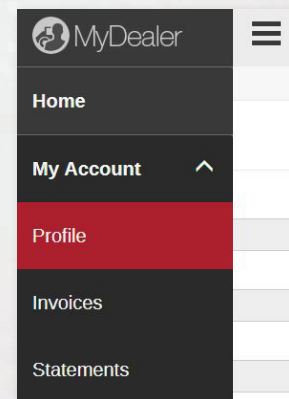 MyDealer
Home
My Account
Profile
Invoices
Statements